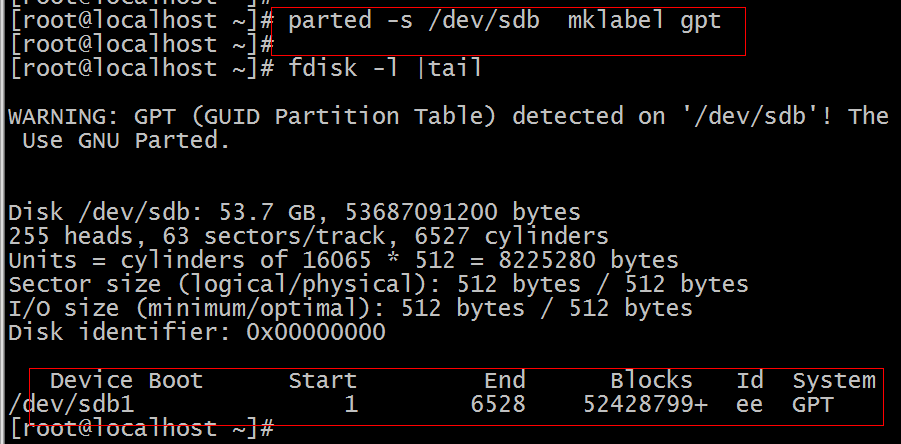 [root@localhost ~]#
[root@localhost ~]# parted -s /dev/sdb  mklabel gpt
[root@localhost ~]#
[root@localhost ~]# fdisk -l |tail
WARNING: GPT (GUID Partition Table) detected on '/dev/sdb'! The
 Use GNU Parted.
Disk /dev/sdb: 53.7 GB, 53687091200 bytes
255 heads, 63 sectors/track, 6527 cylinders
Units = cylinders of 16065 * 512 = 8225280 bytes
Sector size (logical/physical): 512 bytes / 512 bytes
I/O size (minimum/optimal): 512 bytes / 512 bytes
Disk identifier: 0x00000000
   Device Boot      Start         End      Blocks   Id  System
/dev/sdb1               1        6528    52428799+  ee  GPT
[root@localhost ~]#